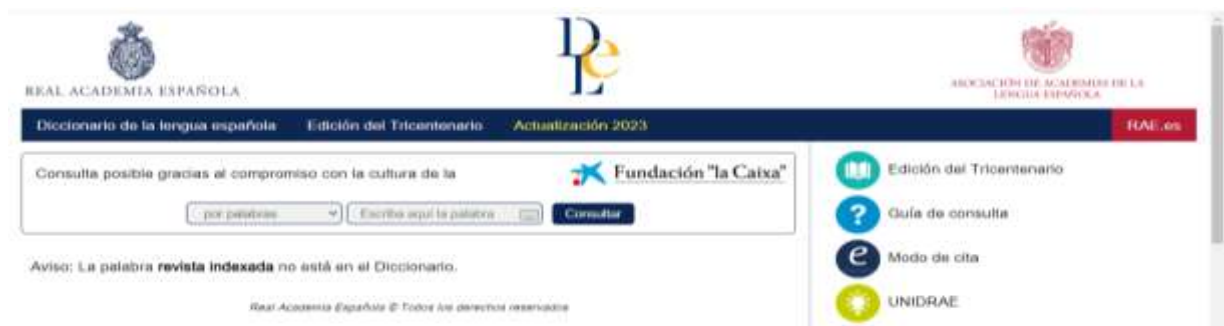 REAL ACADEMIA ESPAÑOLA
DLe
ASOCIACIÓN DE ACADEMIAS DE LA
LENGUA ESPAÑOLA
Diccionario de la lengua española Edición del Tricentenario Actualización 2023 RAE.es
Consulta posible gracias al compromiso con la cultura de la Fundación "la Caixa"
por palabras Escriba aquí la palabra Consultar
Aviso: La palabra revista indexada no está en el Diccionario.
Real Academia Española © Todos los derechos reservados
Edición del Tricentenario
? Guía de consulta
e Modo de cita
UNIDRAE